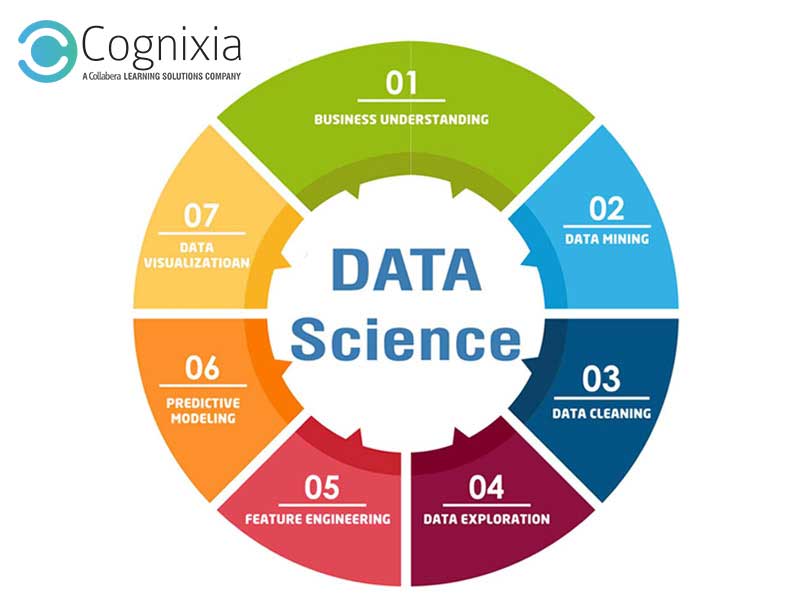 Cognixia
A Collabera LEARNING SOLUTIONS COMPANY
01
BUSINESS UNDERSTANDING
02
DATA MINING
03
DATA CLEANING
04
DATA EXPLORATION
05
FEATURE ENGINEERING
06
PREDICTIVE
MODELING
07
DATA
VISUALIZATIOAN
DATA
Science